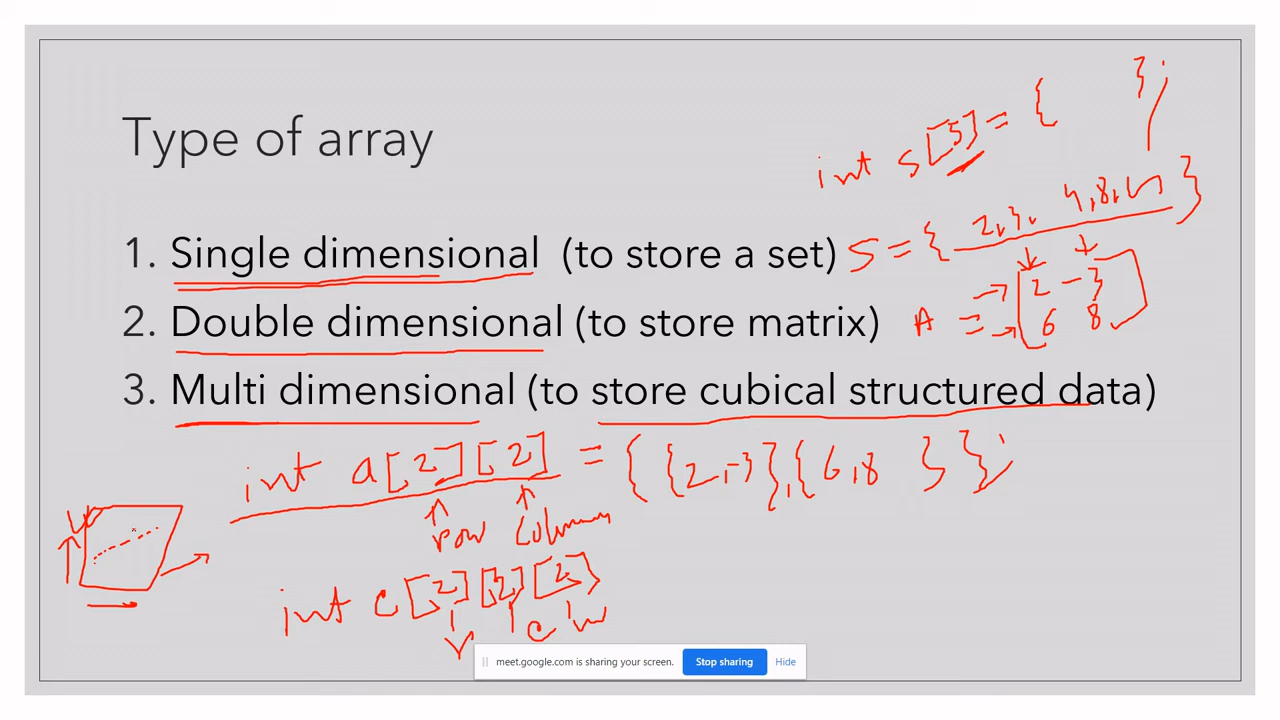 Type of array
int s[5] = { };
1. Single dimensional (to store a set)
S = { 2, 3, 4, 8, }
2. Double dimensional (to store matrix)
A = 2 -3
6 8
3. Multi dimensional (to store cubical structured data)
int a[2][2] = { {2,-3}, {6,8 } };
row column
int c[2][2][2]
r c w
meet.google.com is sharing your screen.
Stop sharing
Hide